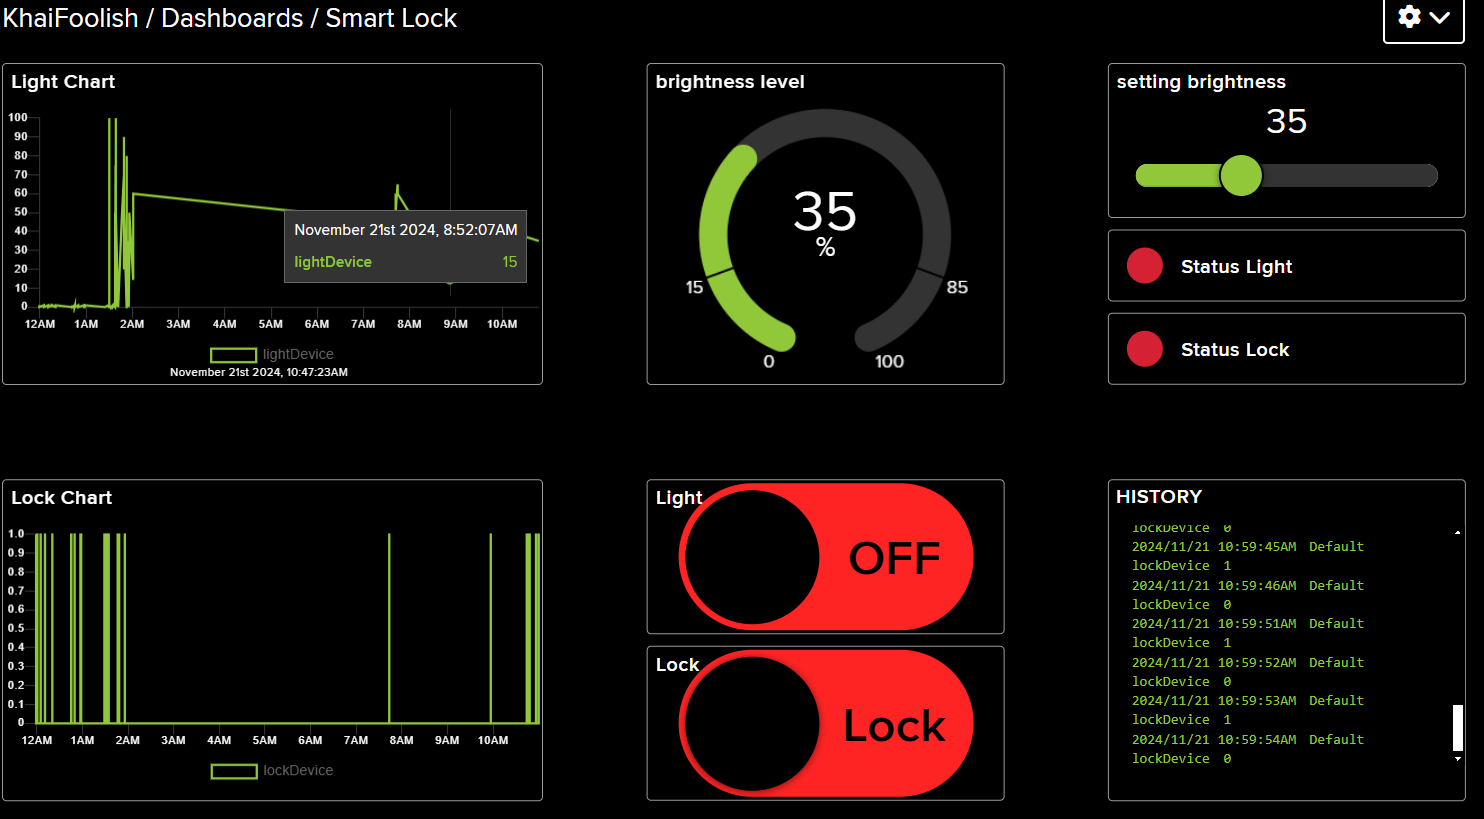 KhaiFoolish / Dashboards / Smart Lock
Light Chart
100
90
80
70
60
50
40
30
20
10
0
12AM 1AM 2AM 3AM 4AM 5AM 6AM 7AM 8AM 9AM 10AM
November 21st 2024, 8:52:07AM
lightDevice 15
lightDevice
November 21st 2024, 10:47:23AM
brightness level
35
%
15
85
0
100
setting brightness
35
Status Light
Status Lock
Lock Chart
1.0
0.9
0.8
0.7
0.6
0.5
0.4
0.3
0.2
0.1
0
12AM 1AM 2AM 3AM 4AM 5AM 6AM 7AM 8AM 9AM 10AM
lockDevice
Light
OFF
Lock
Lock
HISTORY
lockDevice 0
2024/11/21 10:59:45AM Default
lockDevice 1
2024/11/21 10:59:46AM Default
lockDevice 0
2024/11/21 10:59:51AM Default
lockDevice 1
2024/11/21 10:59:52AM Default
lockDevice 0
2024/11/21 10:59:53AM Default
lockDevice 1
2024/11/21 10:59:54AM Default
lockDevice 0